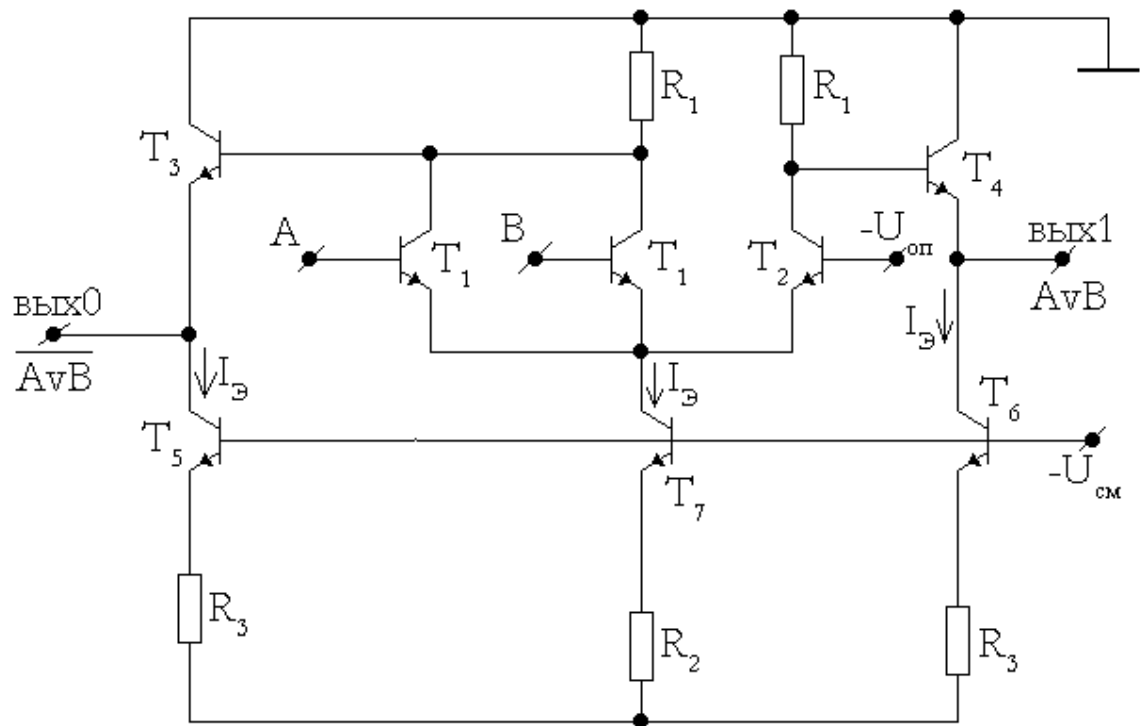 R₁
R₁
T₃
T₄
A
B
-Uоп
T₁
T₁
T₂
вых1
AvB
вых0
AvB
Iэ
Iэ
Iэ
T₅
T₇
T₆
-Uсм
R₃
R₂
R₃